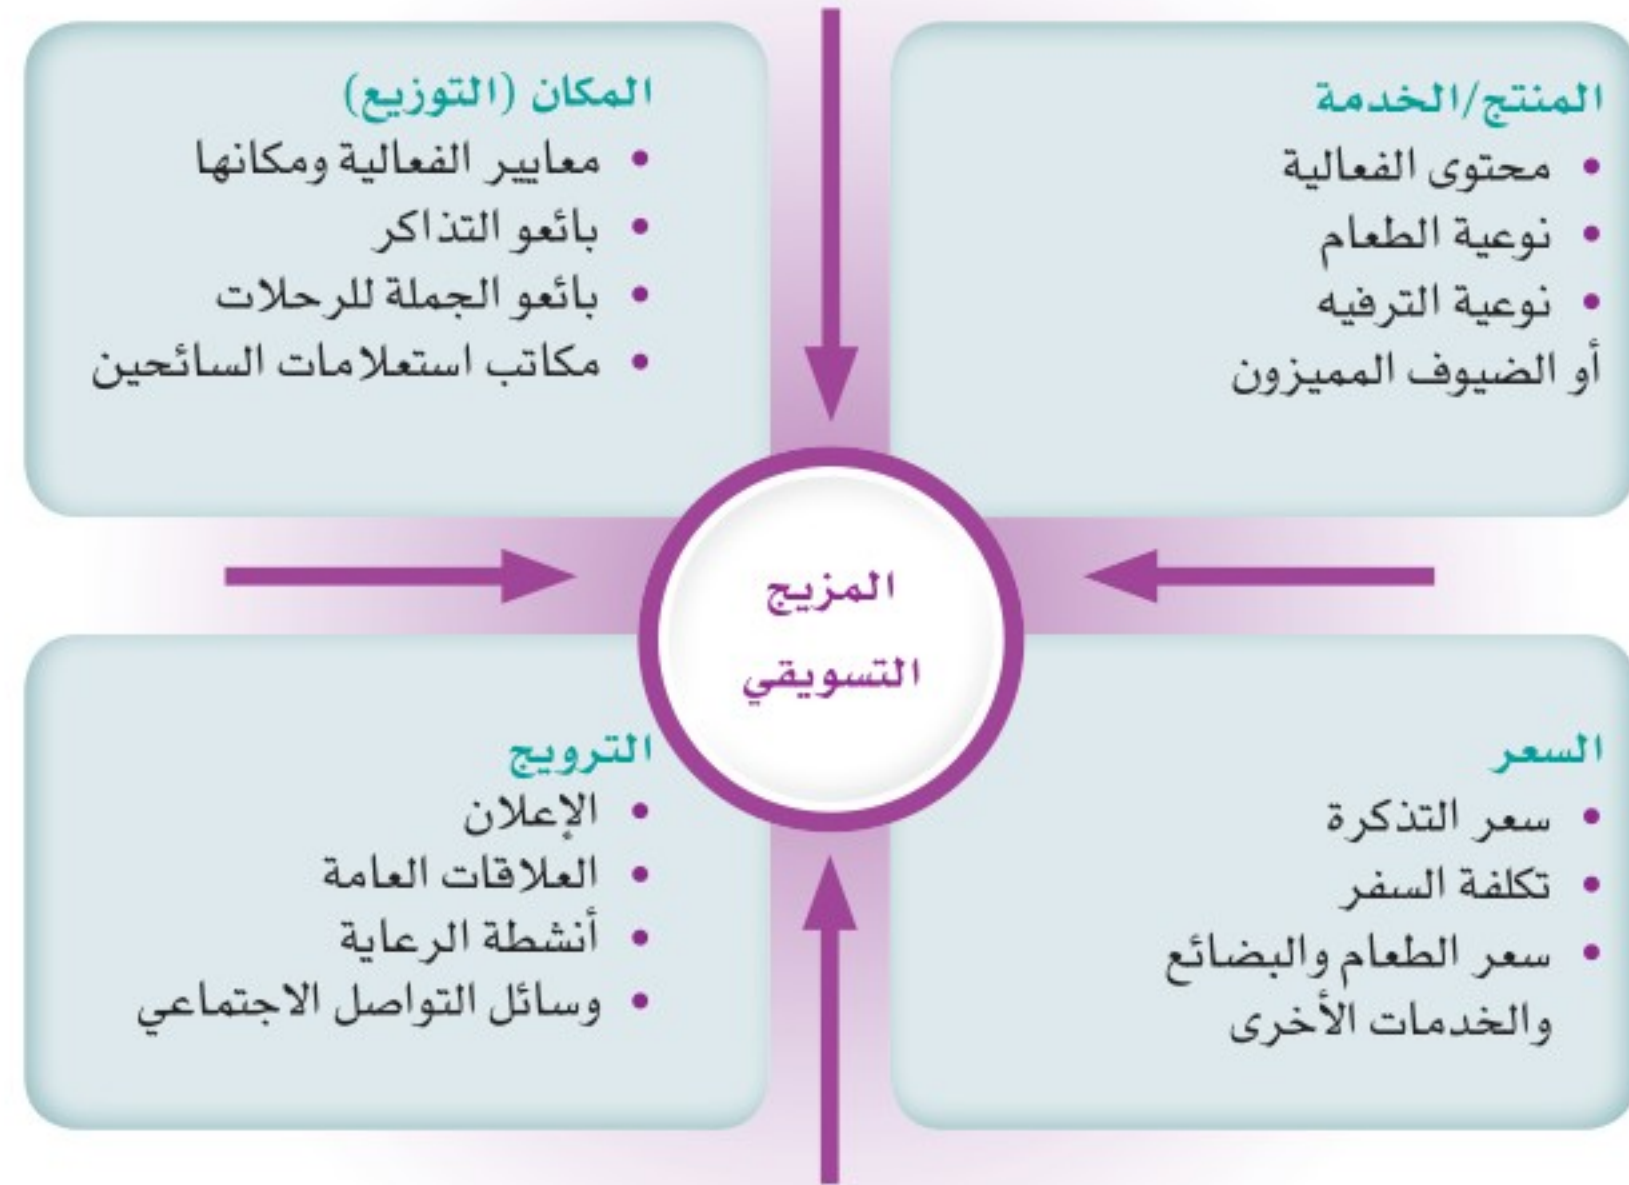 المنتج/الخدمة
• محتوى الفعالية
• نوعية الطعام
• نوعية الترفيه
أو الضيوف المميزون
المكان (التوزيع)
• معايير الفعالية ومكانها
• بائعو التذاكر
• بائعو الجملة للرحلات
• مكاتب استعلامات السائحين
المزيج
التسويقي
السعر
• سعر التذكرة
• تكلفة السفر
• سعر الطعام والبضائع
والخدمات الأخرى
الترويج
• الإعلان
• العلاقات العامة
• أنشطة الرعاية
• وسائل التواصل الاجتماعي